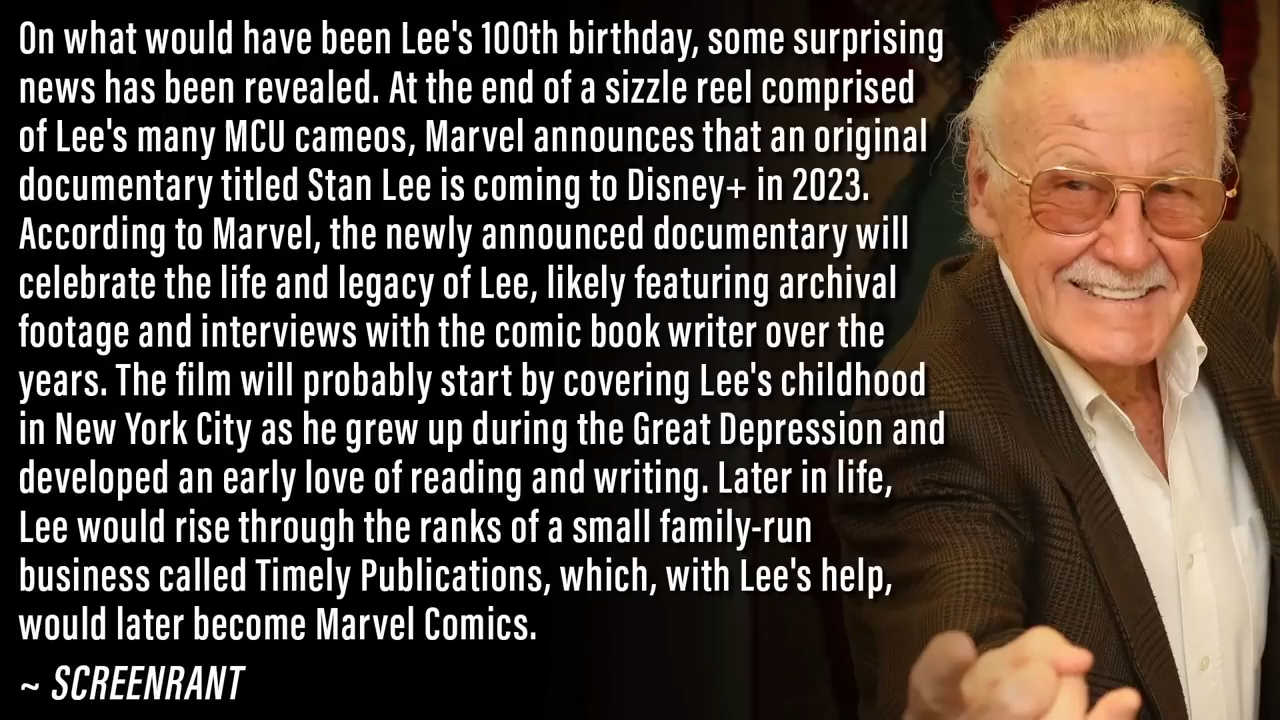 On what would have been Lee's 100th birthday, some surprising
news has been revealed. At the end of a sizzle reel comprised
of Lee's many MCU cameos, Marvel announces that an original
documentary titled Stan Lee is coming to Disney+ in 2023.
According to Marvel, the newly announced documentary will
celebrate the life and legacy of Lee, likely featuring archival
footage and interviews with the comic book writer over the
years. The film will probably start by covering Lee's childhood
in New York City as he grew up during the Great Depression and
developed an early love of reading and writing. Later in life,
Lee would rise through the ranks of a small family-run
business called Timely Publications, which, with Lee's help,
would later become Marvel Comics.
~ SCREENRANT